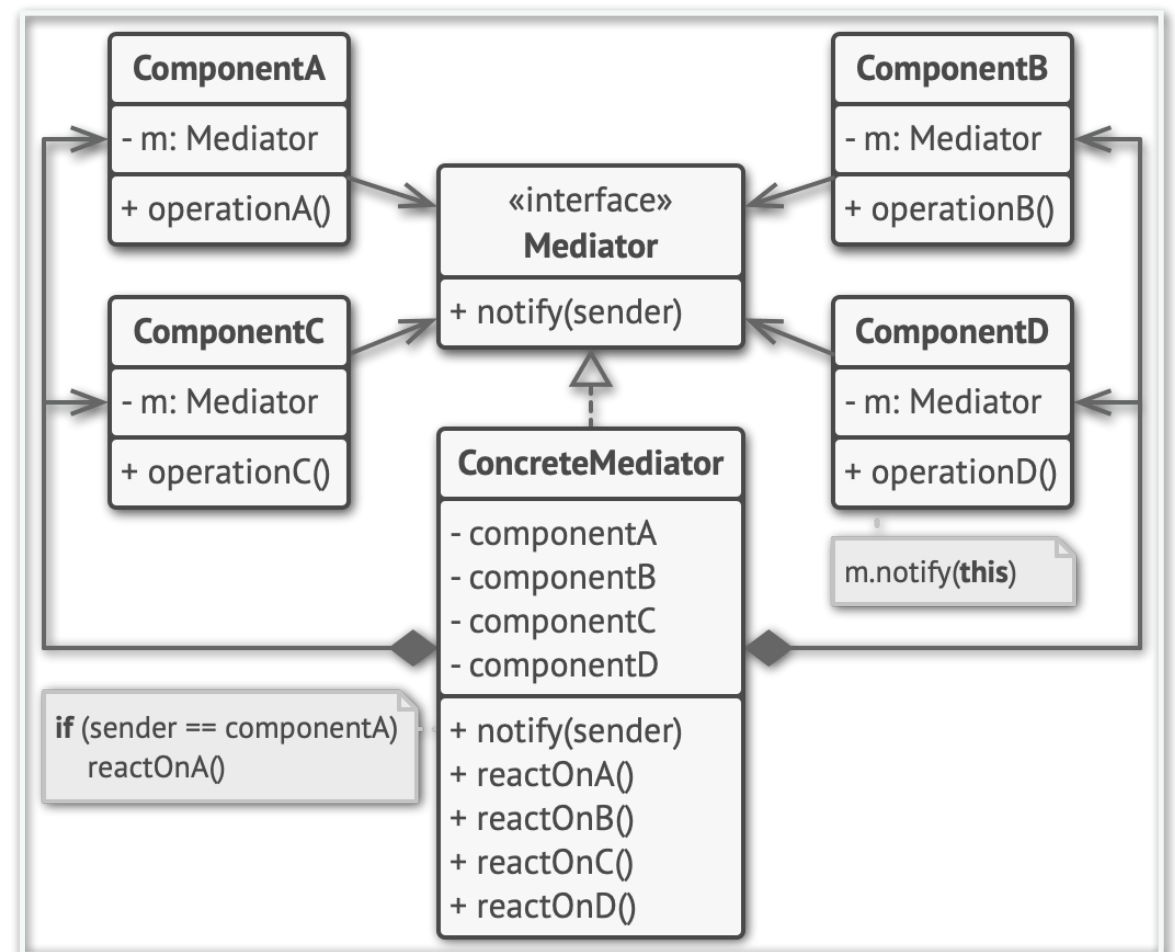 ComponentA
- m: Mediator
+ operationA()
ComponentB
- m: Mediator
+ operationB()
«interface»
Mediator
+ notify(sender)
ComponentC
- m: Mediator
+ operationC()
ComponentD
- m: Mediator
+ operationD()
m.notify(this)
ConcreteMediator
- componentA
- componentB
- componentC
- componentD
+ notify(sender)
+ reactOnA()
+ reactOnB()
+ reactOnC()
+ reactOnD()
if (sender == componentA)
reactOnA()